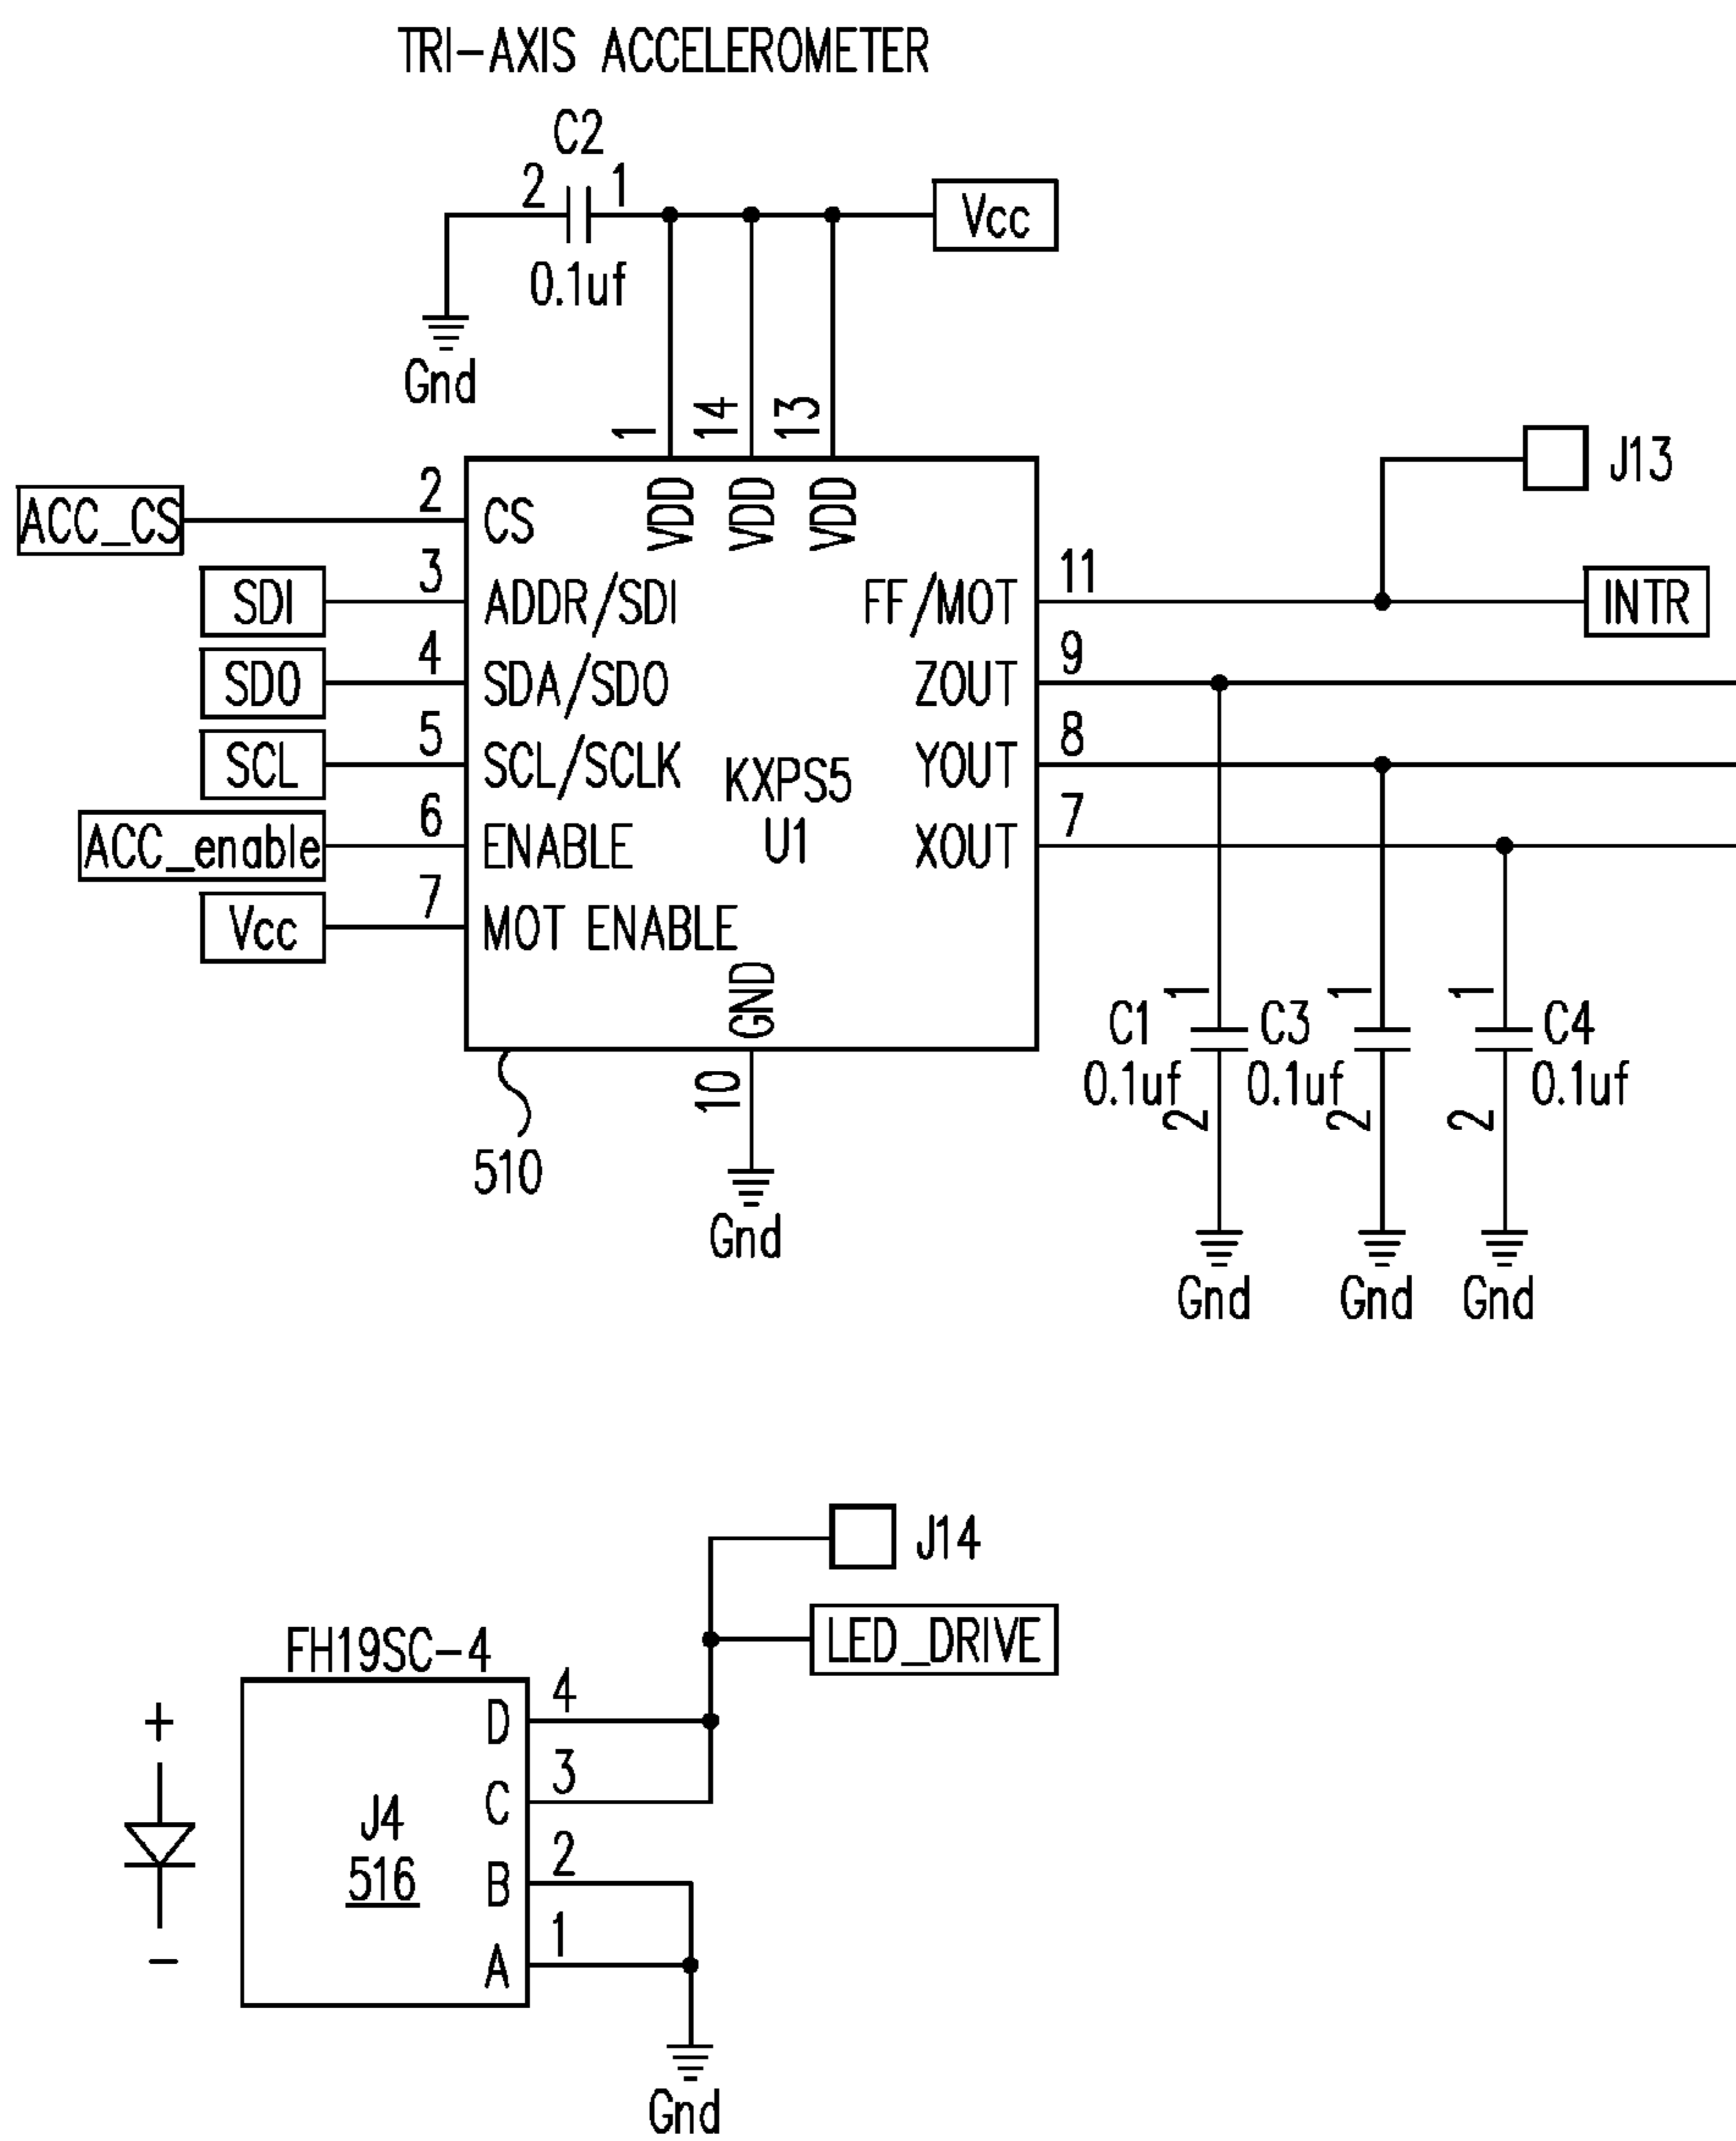 TRI-AXIS ACCELEROMETER
C2
2 1
Vcc
0.1uf
Gnd
1 14 13
J13
ACC_CS 2 CS VDD VDD VDD
SDI 3 ADDR/SDI FF/MOT 11 INTR
SDO 4 SDA/SDO ZOUT 9
SCL 5 SCL/SCLK YOUT 8
KXPS5
ACC_enable 6 ENABLE U1 XOUT 7
Vcc 7 MOT ENABLE
GND
1 1 1
C1 C3 C4
0.1uf 0.1uf 0.1uf
10
2 2 2
510
Gnd
Gnd Gnd Gnd
J14
LED_DRIVE
FH19SC-4
+ D 4
C 3
J4
516
B 2
A 1
-
Gnd